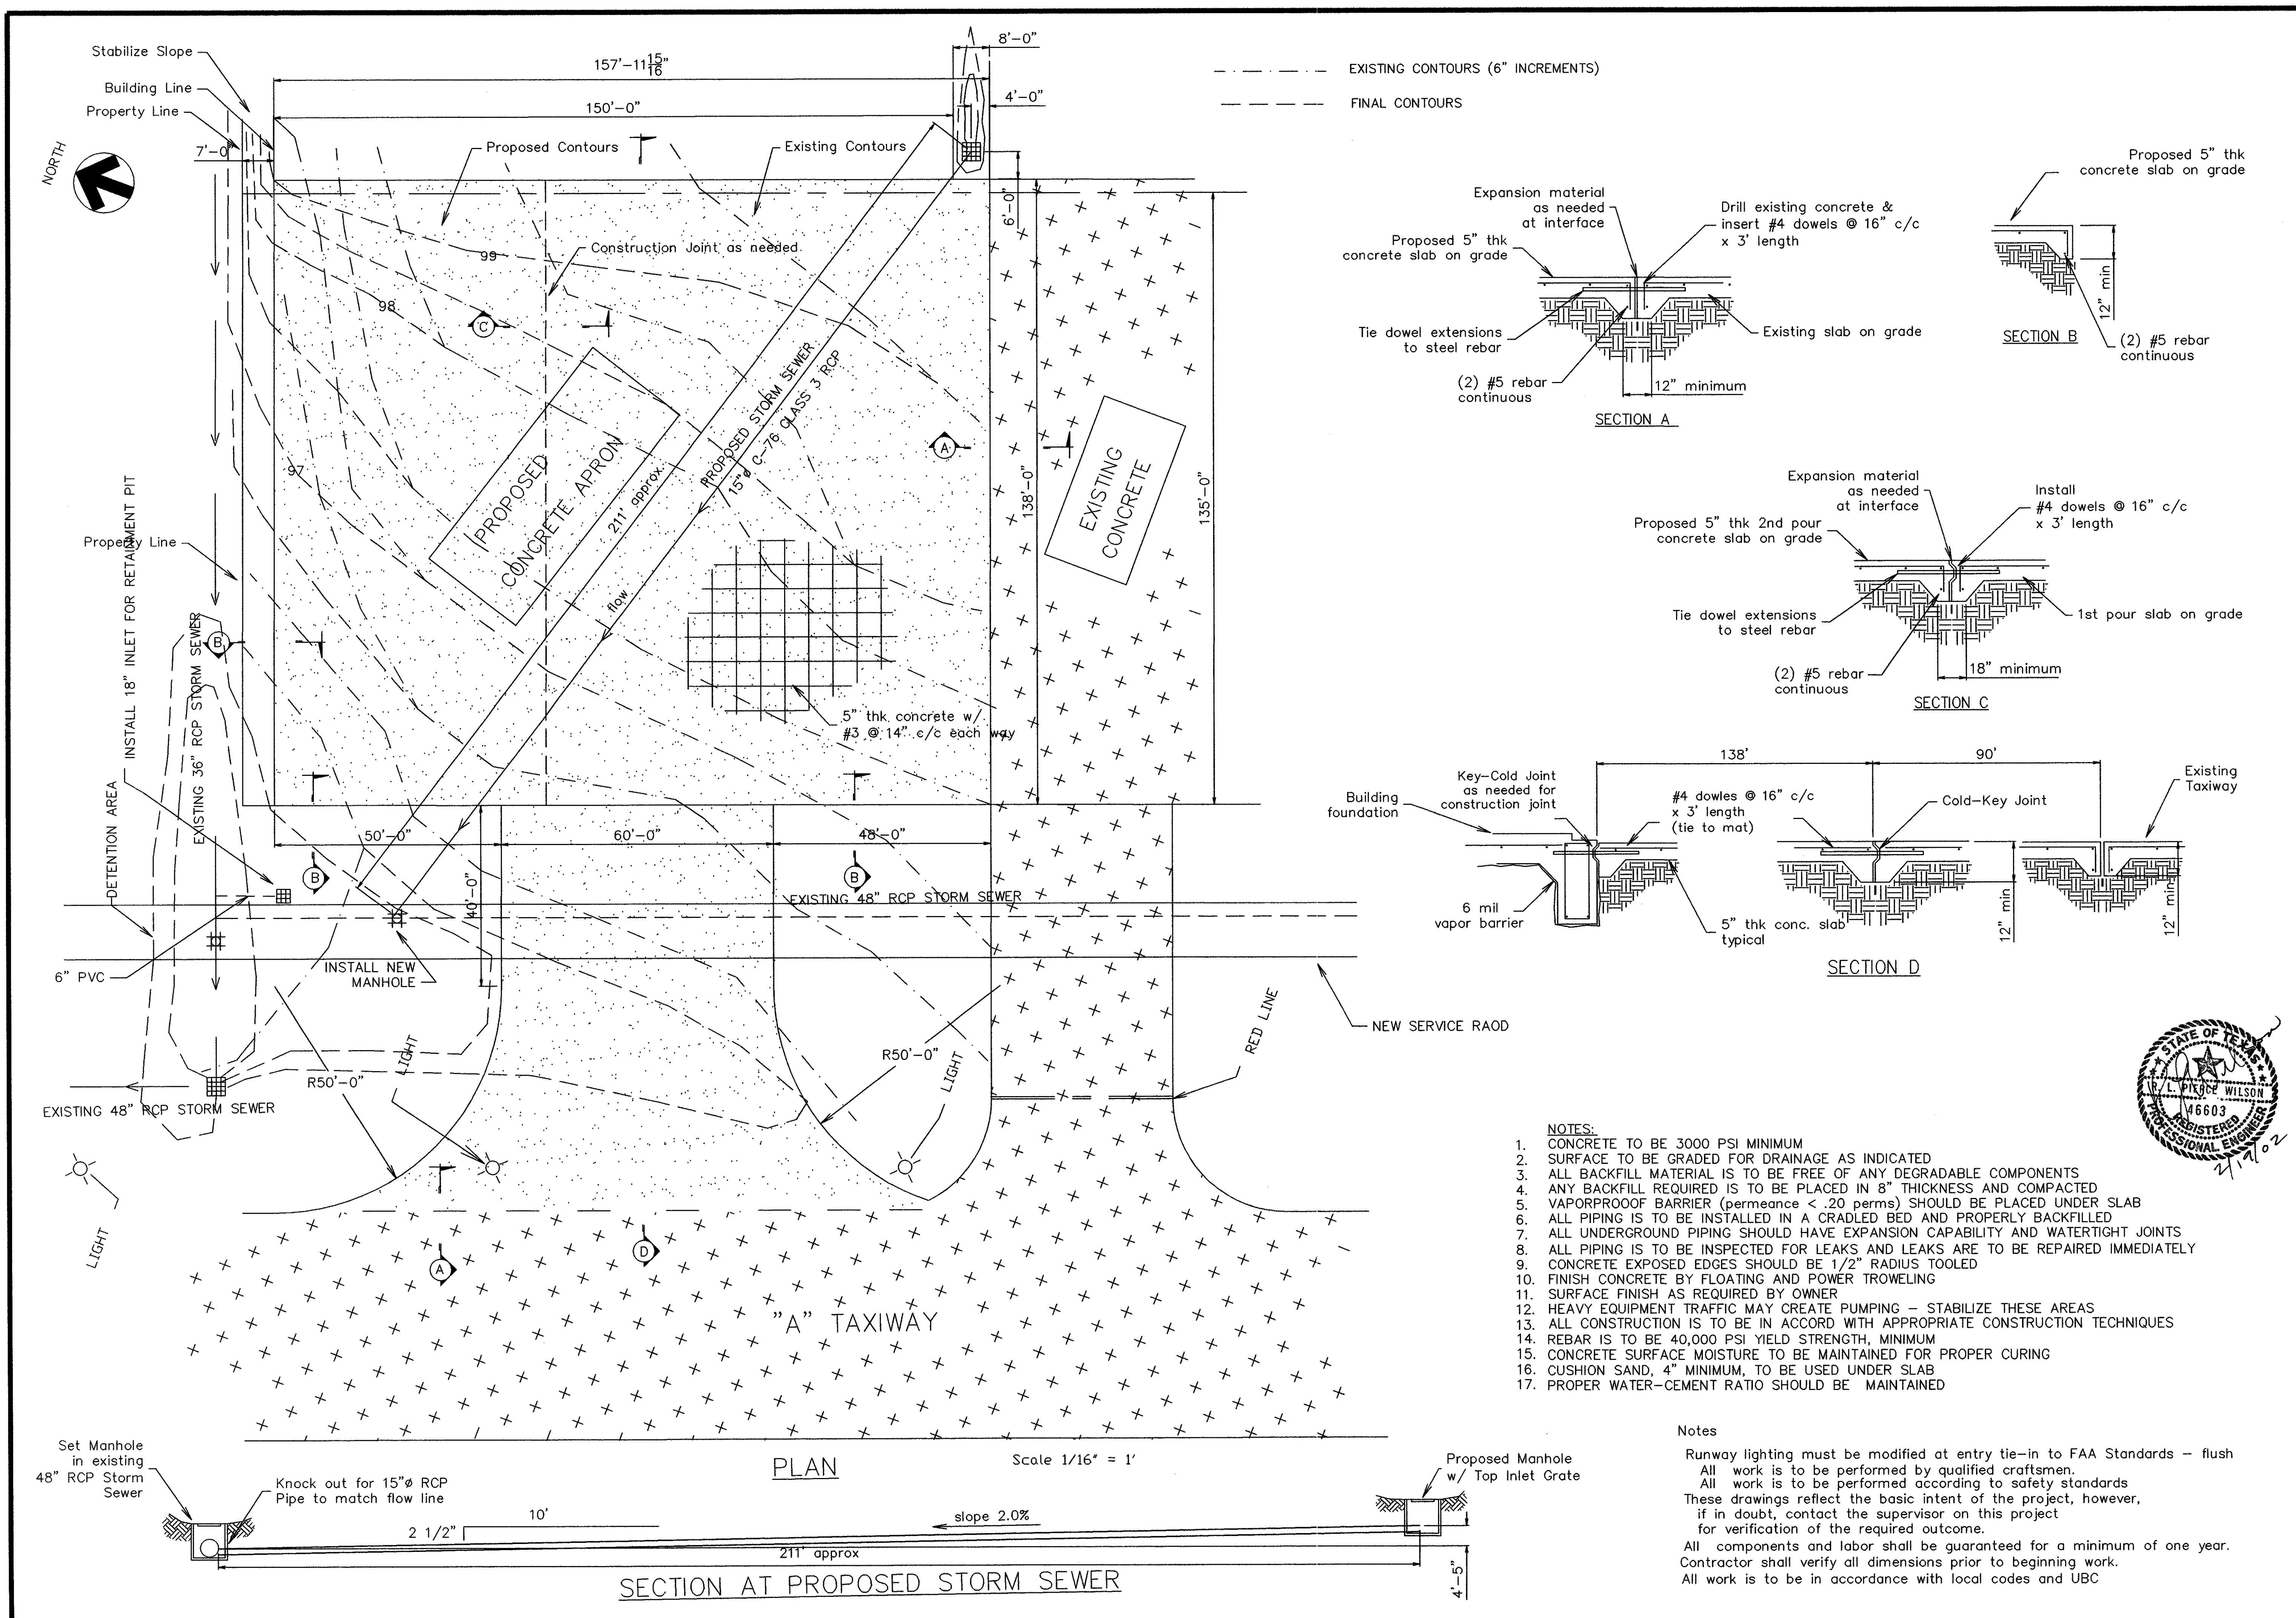 Stabilize Slope
Building Line
Property Line
NORTH
7'-0"
157'-11 15/16"
150'-0"
8'-0"
4'-0"
6'-0"
Proposed Contours
Existing Contours
Construction Joint as needed
99
98
97
C
A
B
PROPOSED
CONCRETE APRON
211' approx.
PROPOSED STORM SEWER
15"ø C-76 CLASS 3 RCP
flow
EXISTING
CONCRETE
138'-0"
135'-0"
Property Line
INSTALL 18" INLET FOR RETAINMENT PIT
EXISTING 36" RCP STORM SEWER
DETENTION AREA
5" thk concrete w/
#3 @ 14" c/c each way
50'-0"
60'-0"
48'-0"
40'-0"
B
B
EXISTING 48" RCP STORM SEWER
6" PVC
INSTALL NEW
MANHOLE
NEW SERVICE RAOD
R50'-0"
R50'-0"
LIGHT
LIGHT
LIGHT
RED LINE
EXISTING 48" RCP STORM SEWER
A
D
"A" TAXIWAY
PLAN
Scale 1/16" = 1'
EXISTING CONTOURS (6" INCREMENTS)
FINAL CONTOURS
Expansion material
as needed
at interface
Drill existing concrete &
insert #4 dowels @ 16" c/c
x 3' length
Proposed 5" thk
concrete slab on grade
Tie dowel extensions
to steel rebar
Existing slab on grade
(2) #5 rebar
continuous
12" minimum
SECTION A
Proposed 5" thk
concrete slab on grade
12" min
SECTION B
(2) #5 rebar
continuous
Expansion material
as needed
at interface
Install
#4 dowels @ 16" c/c
x 3' length
Proposed 5" thk 2nd pour
concrete slab on grade
Tie dowel extensions
to steel rebar
1st pour slab on grade
(2) #5 rebar
continuous
18" minimum
SECTION C
138'
90'
Key-Cold Joint
as needed for
construction joint
Building
foundation
#4 dowles @ 16" c/c
x 3' length
(tie to mat)
Cold-Key Joint
Existing
Taxiway
6 mil
vapor barrier
5" thk conc. slab
typical
12" min
12" min
SECTION D
STATE OF TEXAS
R. L. PIERCE WILSON
46603
REGISTERED
PROFESSIONAL ENGINEER
2/19/02
NOTES:
1. CONCRETE TO BE 3000 PSI MINIMUM
2. SURFACE TO BE GRADED FOR DRAINAGE AS INDICATED
3. ALL BACKFILL MATERIAL IS TO BE FREE OF ANY DEGRADABLE COMPONENTS
4. ANY BACKFILL REQUIRED IS TO BE PLACED IN 8" THICKNESS AND COMPACTED
5. VAPORPROOOF BARRIER (permeance < .20 perms) SHOULD BE PLACED UNDER SLAB
6. ALL PIPING IS TO BE INSTALLED IN A CRADLED BED AND PROPERLY BACKFILLED
7. ALL UNDERGROUND PIPING SHOULD HAVE EXPANSION CAPABILITY AND WATERTIGHT JOINTS
8. ALL PIPING IS TO BE INSPECTED FOR LEAKS AND LEAKS ARE TO BE REPAIRED IMMEDIATELY
9. CONCRETE EXPOSED EDGES SHOULD BE 1/2" RADIUS TOOLED
10. FINISH CONCRETE BY FLOATING AND POWER TROWELING
11. SURFACE FINISH AS REQUIRED BY OWNER
12. HEAVY EQUIPMENT TRAFFIC MAY CREATE PUMPING - STABILIZE THESE AREAS
13. ALL CONSTRUCTION IS TO BE IN ACCORD WITH APPROPRIATE CONSTRUCTION TECHNIQUES
14. REBAR IS TO BE 40,000 PSI YIELD STRENGTH, MINIMUM
15. CONCRETE SURFACE MOISTURE TO BE MAINTAINED FOR PROPER CURING
16. CUSHION SAND, 4" MINIMUM, TO BE USED UNDER SLAB
17. PROPER WATER-CEMENT RATIO SHOULD BE MAINTAINED
Notes
Runway lighting must be modified at entry tie-in to FAA Standards - flush
All work is to be performed by qualified craftsmen.
All work is to be performed according to safety standards
These drawings reflect the basic intent of the project, however,
if in doubt, contact the supervisor on this project
for verification of the required outcome.
All components and labor shall be guaranteed for a minimum of one year.
Contractor shall verify all dimensions prior to beginning work.
All work is to be in accordance with local codes and UBC
Set Manhole
in existing
48" RCP Storm
Sewer
Knock out for 15"ø RCP
Pipe to match flow line
2 1/2"
10'
slope 2.0%
211' approx
Proposed Manhole
w/ Top Inlet Grate
4'-5"
SECTION AT PROPOSED STORM SEWER